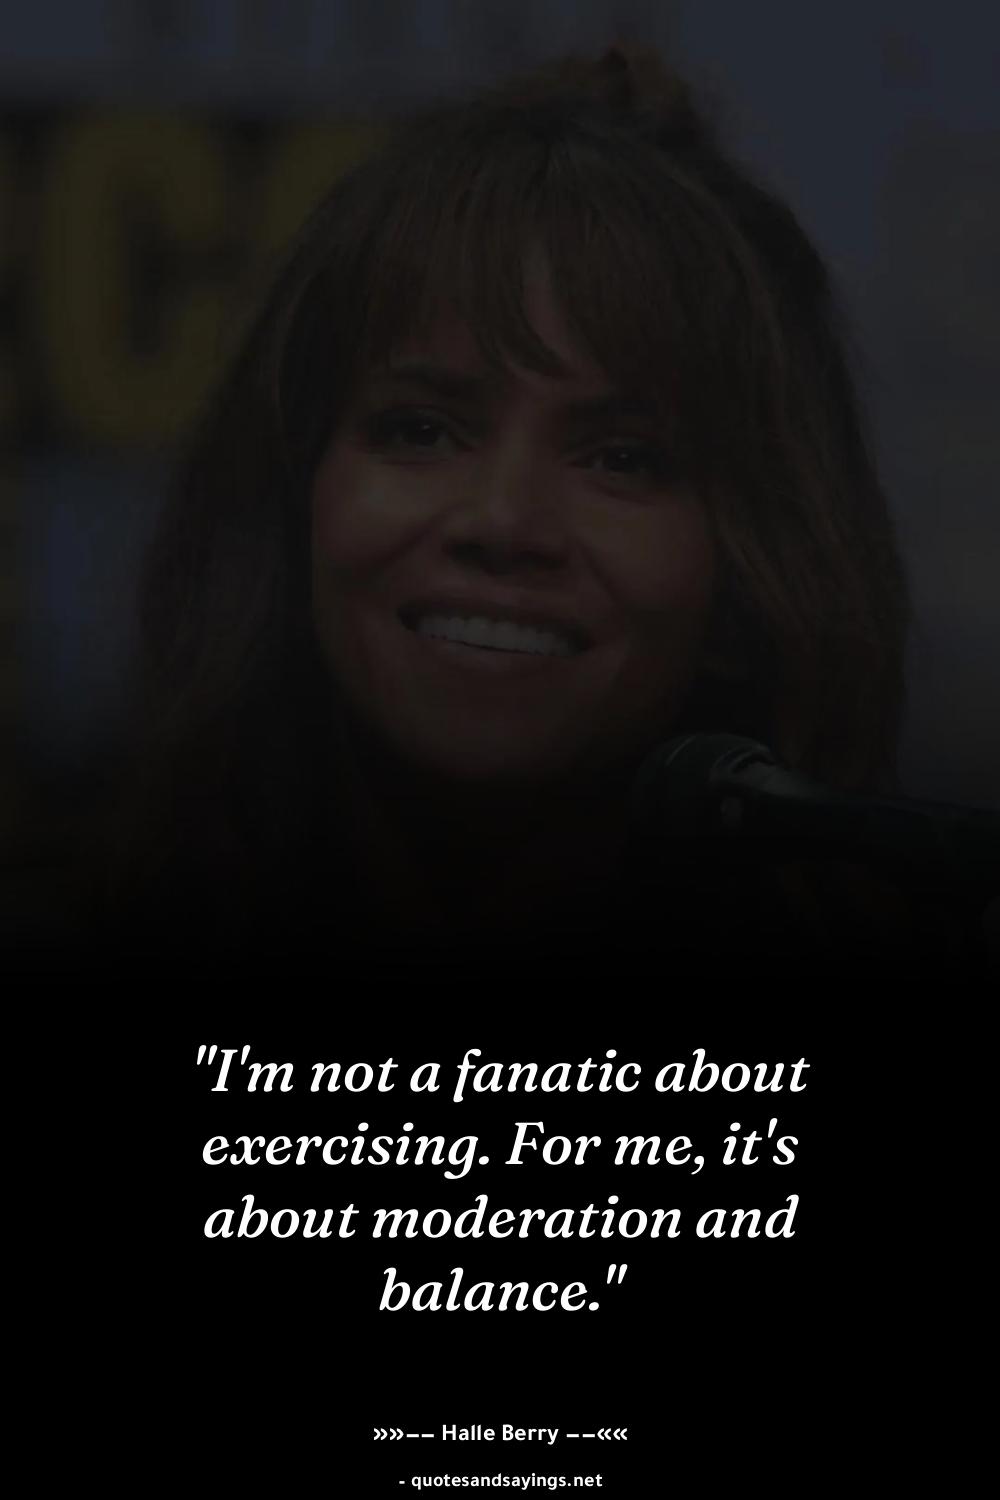 "I'm not a fanatic about
exercising. For me, it's
about moderation and
balance."
»»−− Halle Berry −−««
- quotesandsayings.net